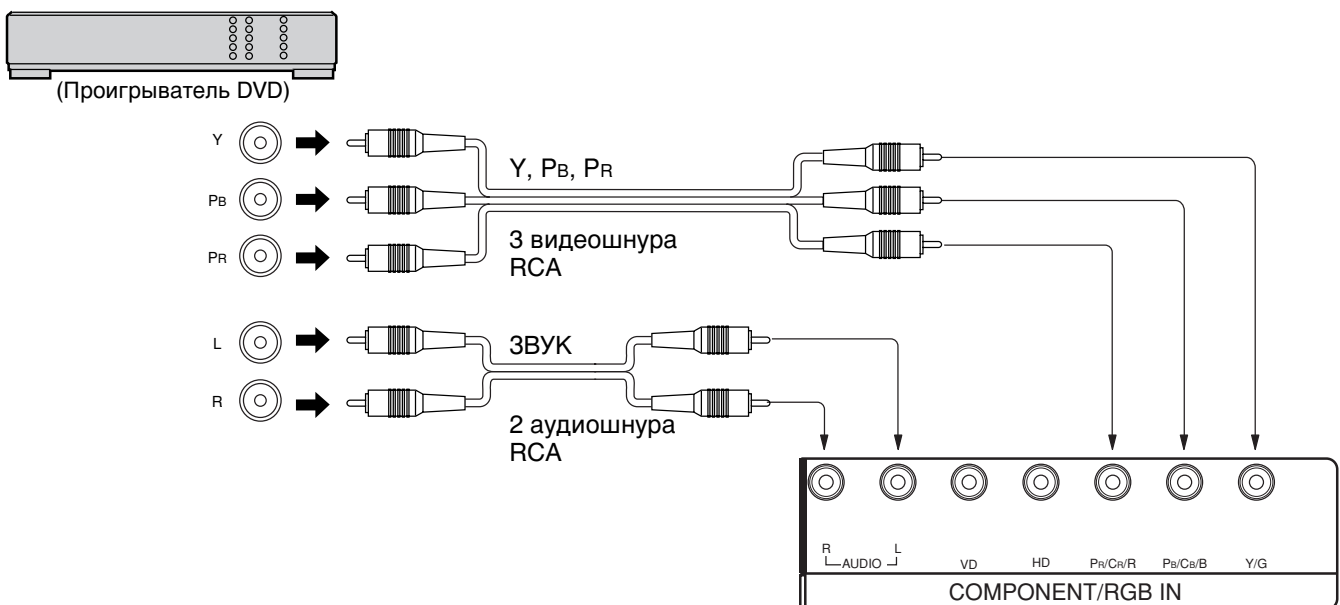 (Проигрыватель DVD)
Y
PB
PR
Y, PB, PR
3 видеошнура
RCA
L
R
ЗВУК
2 аудиошнура
RCA
R L
AUDIO
VD
HD
PR/CR/R
PB/CB/B
Y/G
COMPONENT/RGB IN